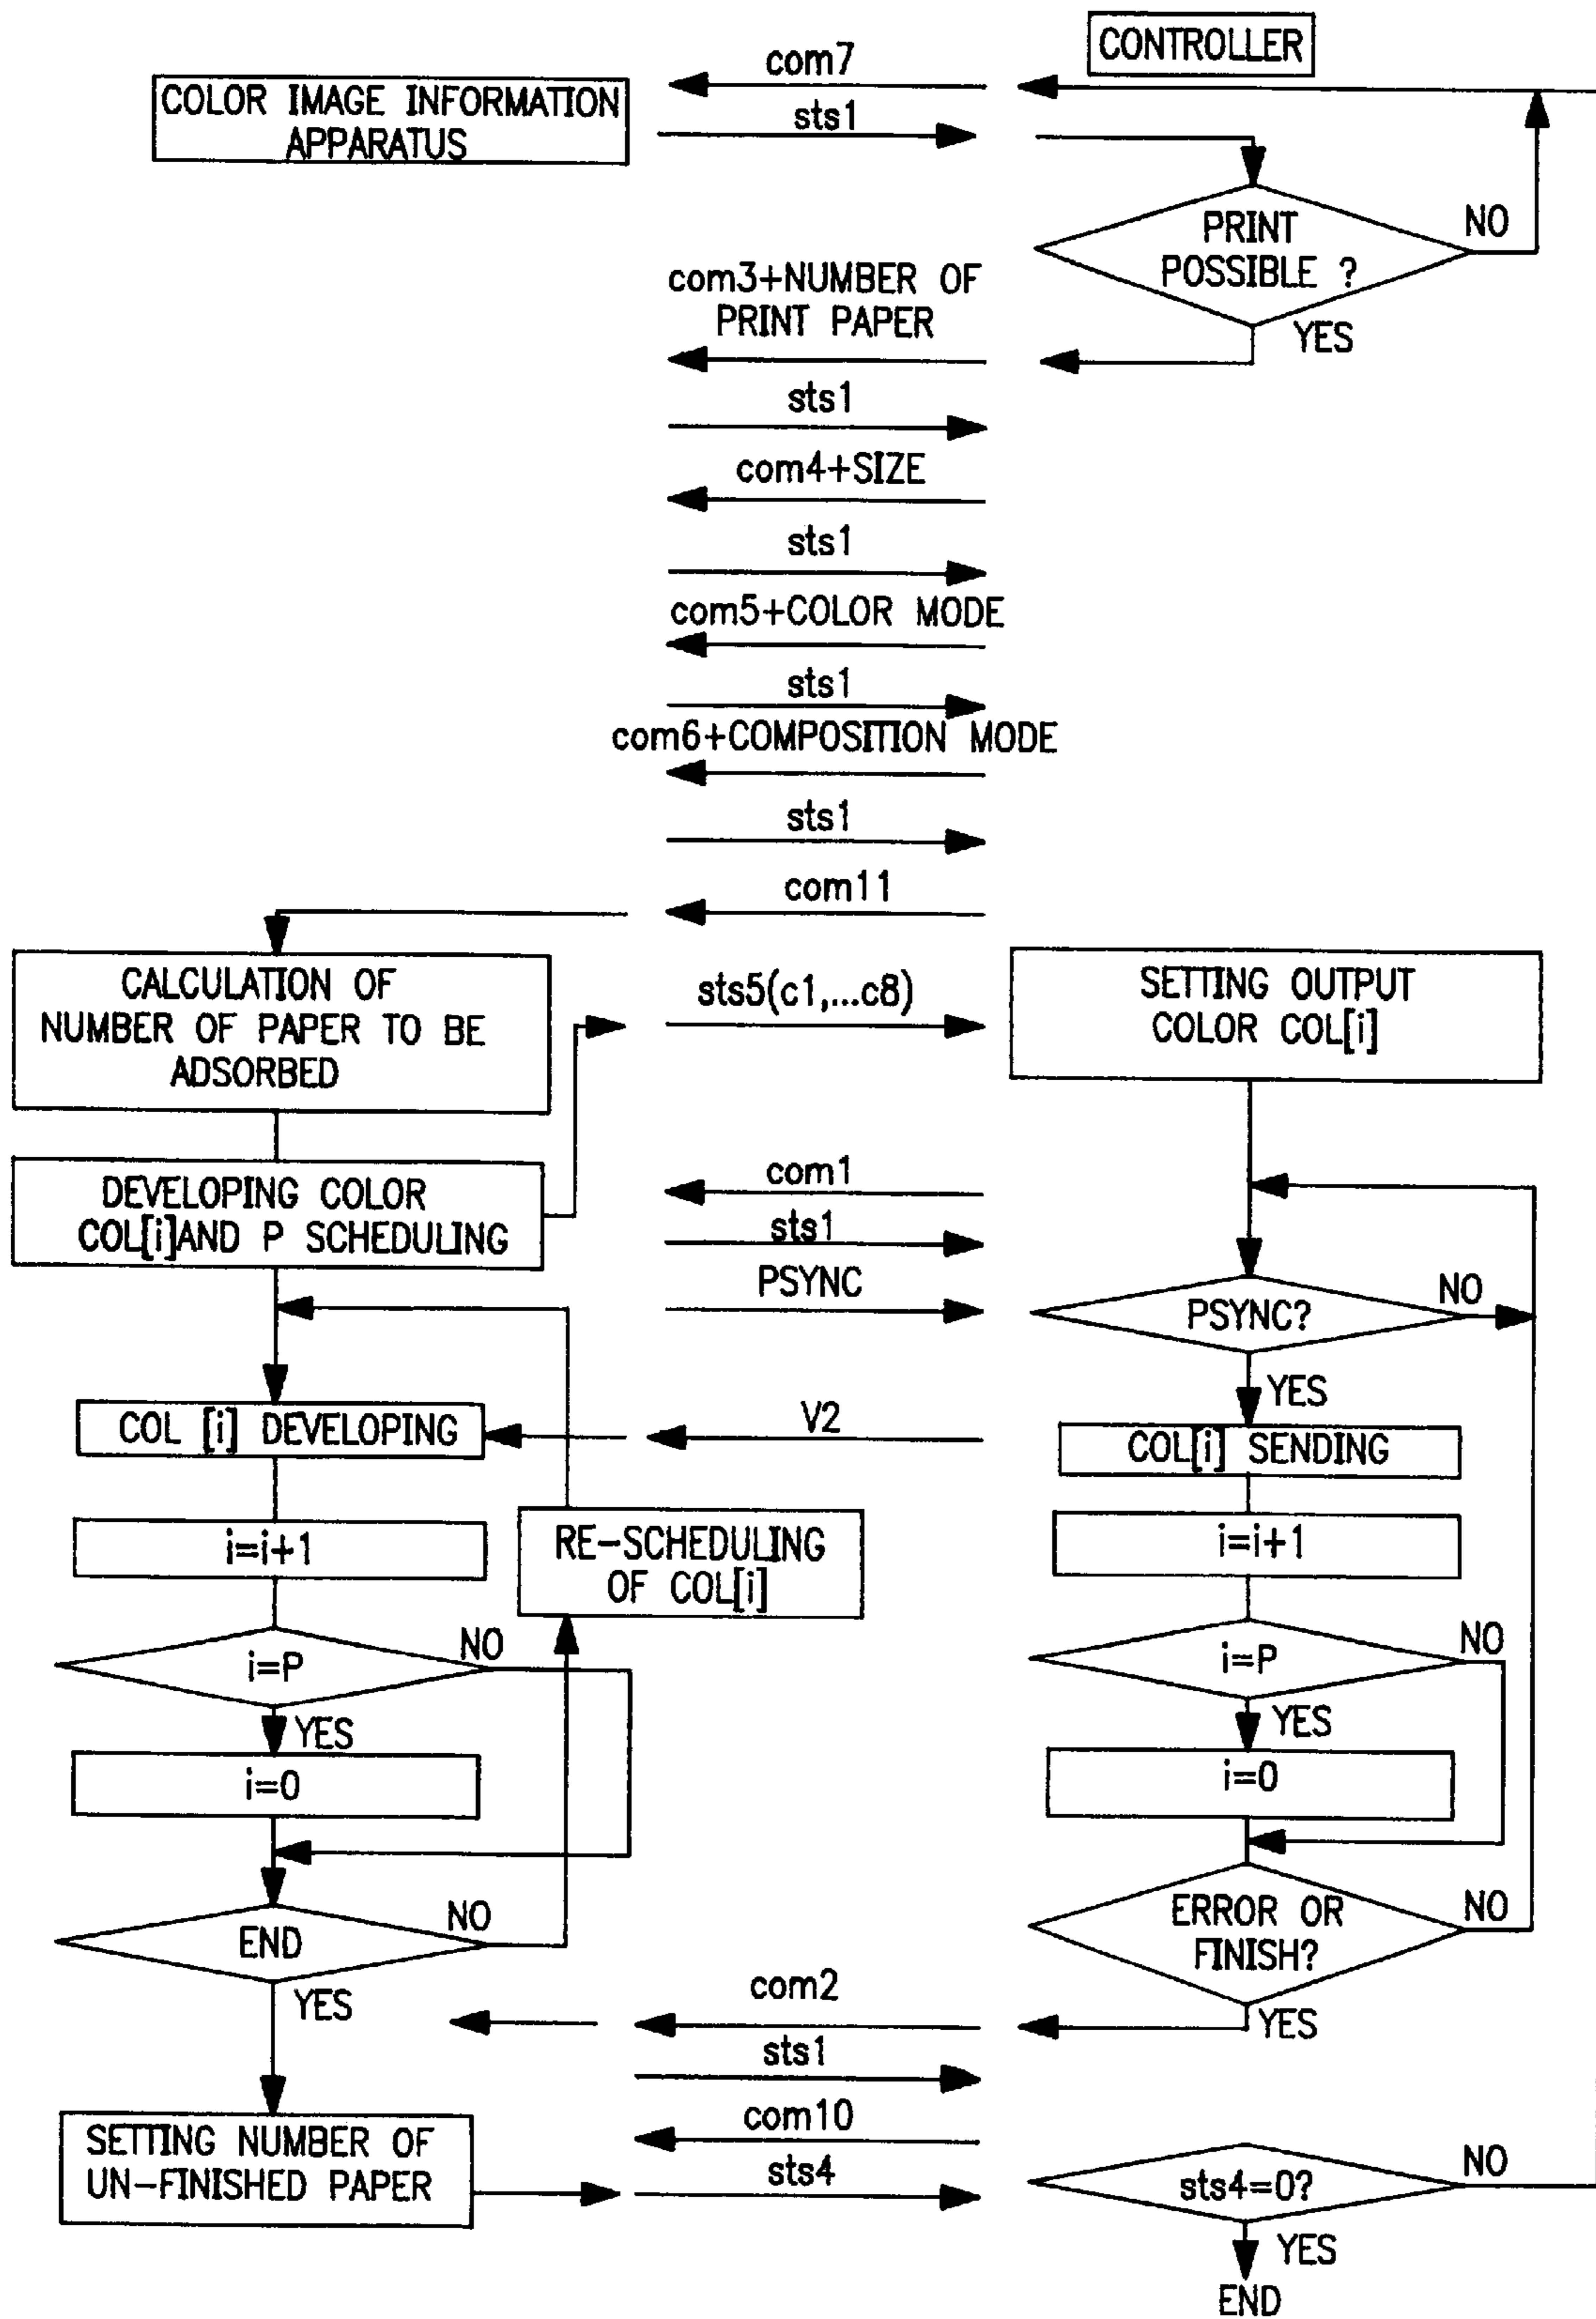 CONTROLLER
com7
COLOR IMAGE INFORMATION
APPARATUS
sts1
PRINT
POSSIBLE ?
NO
YES
com3+NUMBER OF
PRINT PAPER
sts1
com4+SIZE
sts1
com5+COLOR MODE
sts1
com6+COMPOSITION MODE
sts1
com11
CALCULATION OF
NUMBER OF PAPER TO BE
ADSORBED
sts5(c1,...c8)
SETTING OUTPUT
COLOR COL[i]
DEVELOPING COLOR
COL[i]AND P SCHEDULING
com1
sts1
PSYNC
PSYNC?
NO
YES
COL [i] DEVELOPING
V2
COL[i] SENDING
i=i+1
RE-SCHEDULING
OF COL[i]
i=i+1
i=P
NO
YES
i=P
NO
YES
i=0
i=0
END
NO
YES
ERROR OR
FINISH?
NO
YES
com2
sts1
com10
SETTING NUMBER OF
UN-FINISHED PAPER
sts4
sts4=0?
NO
YES
END